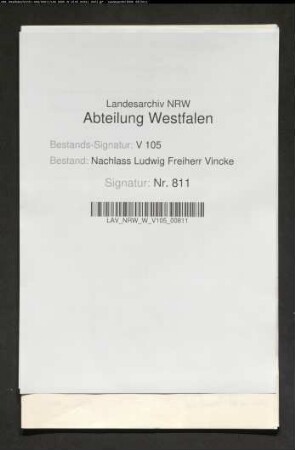 Landesarchiv NRW
Abteilung Westfalen
Bestands-Signatur: V 105
Bestand: Nachlass Ludwig Freiherr Vincke
Signatur: Nr. 811
LAV_NRW_W_V105_00811